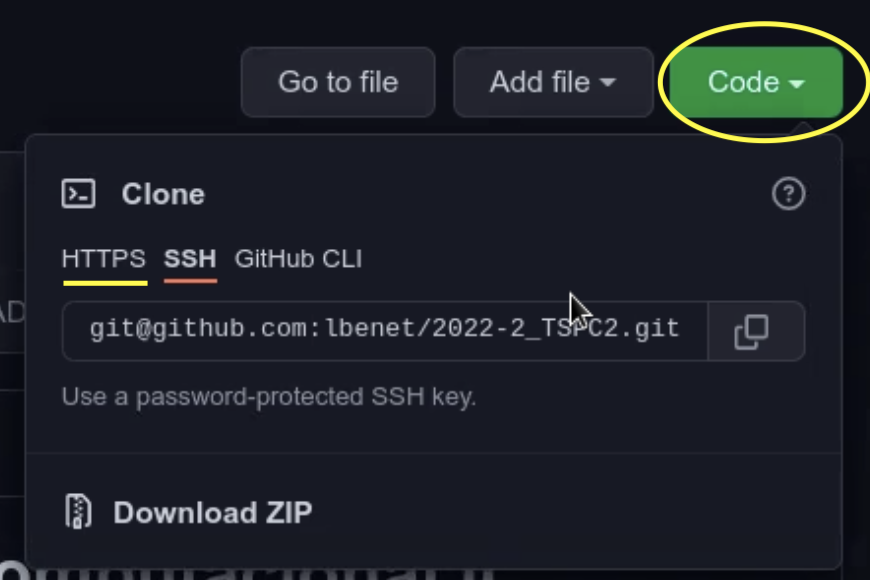 Go to file Add file Code
Clone
HTTPS SSH GitHub CLI
git@github.com:lbenet/2022-2_TSPC2.git
Use a password-protected SSH key.
Download ZIP